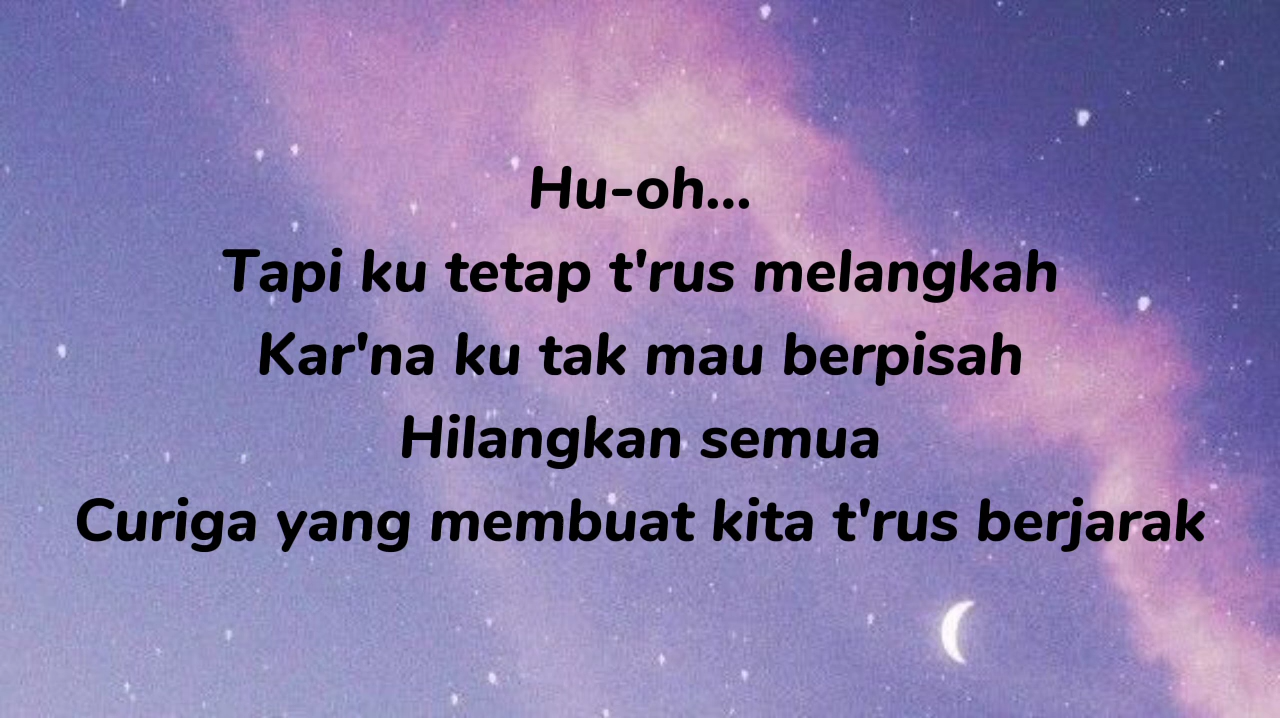 Hu-oh...
Tapi ku tetap t'rus melangkah
Kar'na ku tak mau berpisah
Hilangkan semua
Curiga yang membuat kita t'rus berjarak